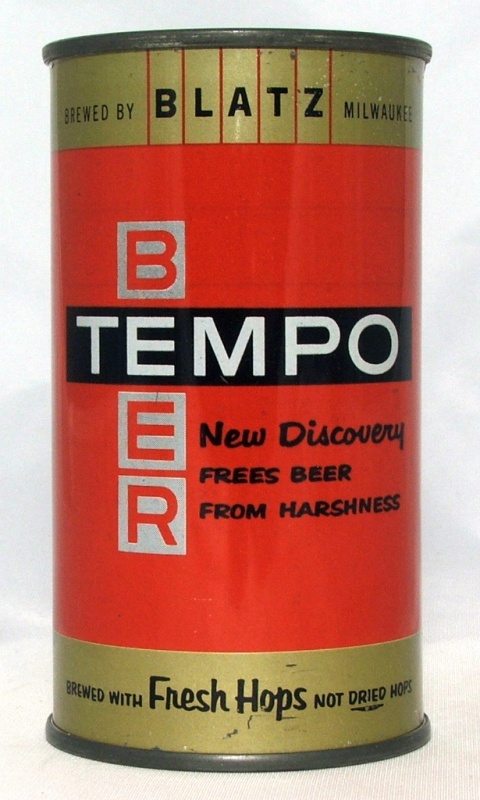 BREWED BY BLATZ MILWAUKEE
B
TEMPO
E
R
New Discovery
FREES BEER
FROM HARSHNESS
BREWED WITH Fresh Hops NOT DRIED HOPS